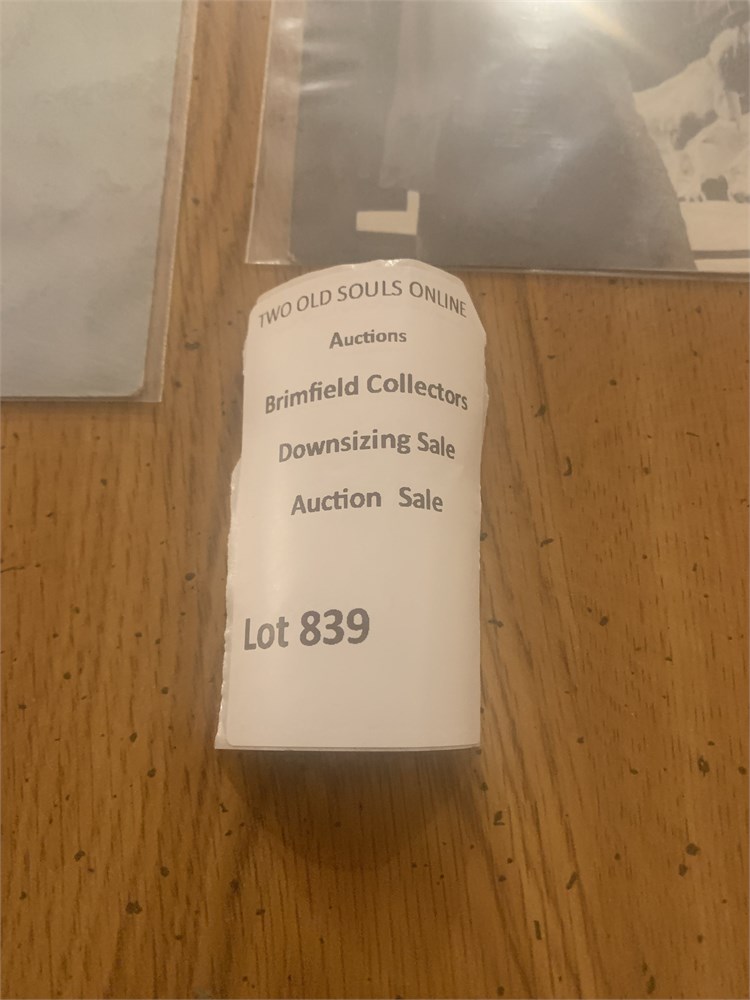 TWO OLD SOULS ONLINE
Auctions
Brimfield Collectors
Downsizing Sale
Auction Sale
Lot 839